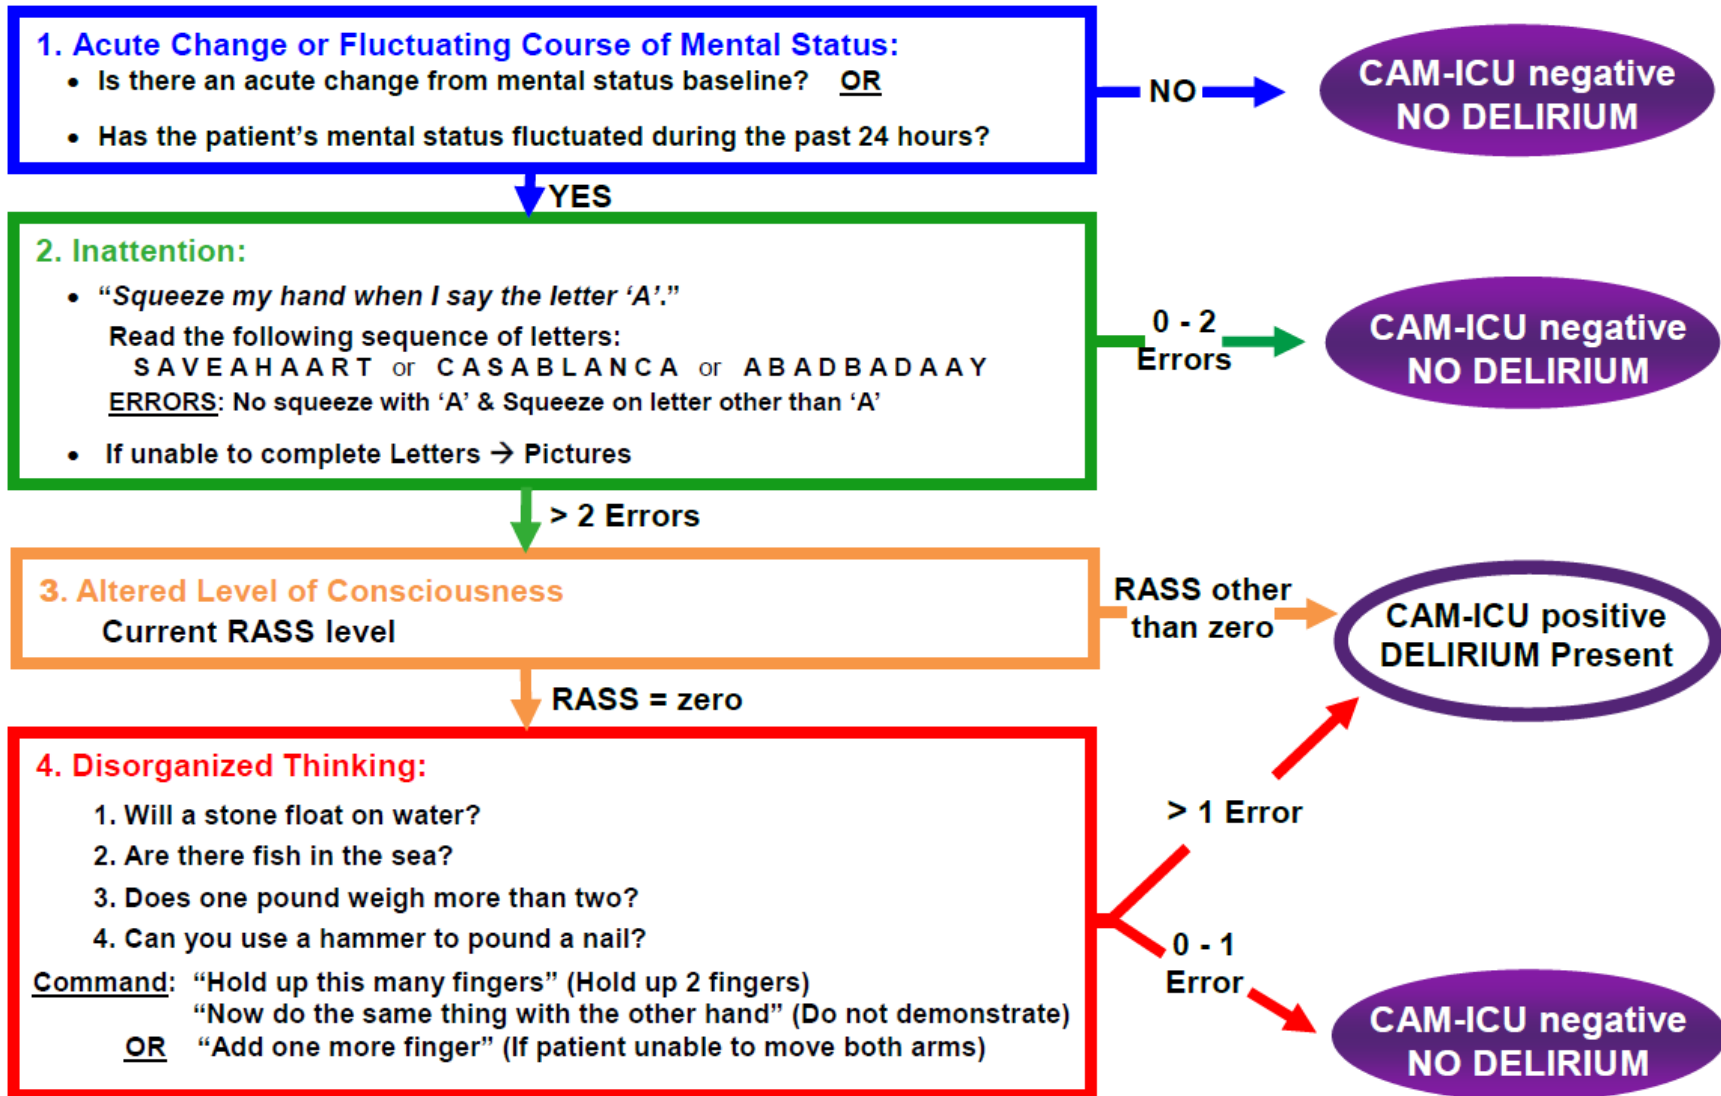 1. Acute Change or Fluctuating Course of Mental Status:
• Is there an acute change from mental status baseline? OR
• Has the patient's mental status fluctuated during the past 24 hours?
NO
CAM-ICU negative
NO DELIRIUM
YES
2. Inattention:
• “Squeeze my hand when I say the letter ‘A’.”
Read the following sequence of letters:
S A V E A H A A R T or C A S A B L A N C A or A B A D B A D A A Y
ERRORS: No squeeze with ‘A’ & Squeeze on letter other than ‘A’
• If unable to complete Letters → Pictures
0 - 2
Errors
CAM-ICU negative
NO DELIRIUM
> 2 Errors
3. Altered Level of Consciousness
Current RASS level
RASS other
than zero
CAM-ICU positive
DELIRIUM Present
RASS = zero
4. Disorganized Thinking:
1. Will a stone float on water?
2. Are there fish in the sea?
3. Does one pound weigh more than two?
4. Can you use a hammer to pound a nail?
Command: “Hold up this many fingers” (Hold up 2 fingers)
“Now do the same thing with the other hand” (Do not demonstrate)
OR “Add one more finger” (If patient unable to move both arms)
> 1 Error
0 - 1
Error
CAM-ICU negative
NO DELIRIUM